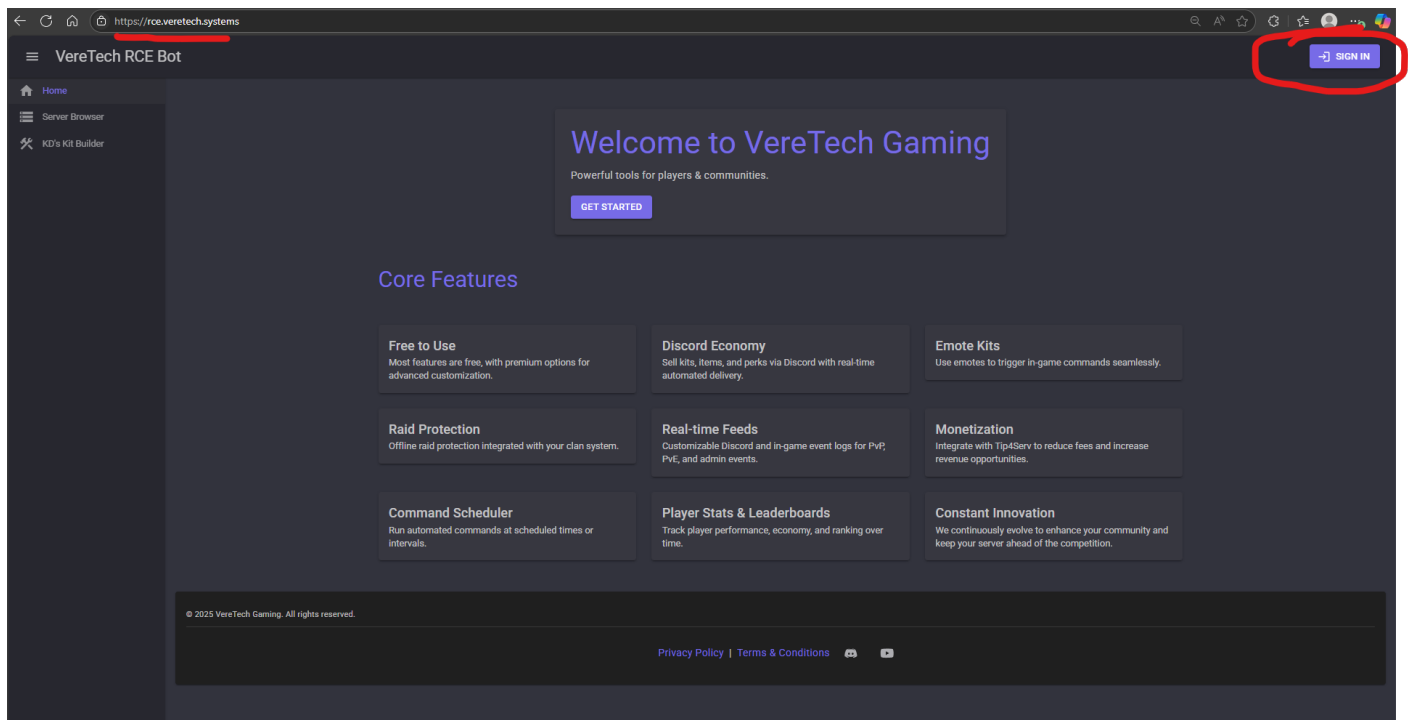 https://rce.veretech.systems
VereTech RCE Bot
SIGN IN
Home
Server Browser
KD's Kit Builder
Welcome to VereTech Gaming
Powerful tools for players & communities.
GET STARTED
Core Features
Free to Use
Most features are free, with premium options for
advanced customization.
Discord Economy
Sell kits, items, and perks via Discord with real-time
automated delivery.
Emote Kits
Use emotes to trigger in-game commands seamlessly.
Raid Protection
Offline raid protection integrated with your clan system.
Real-time Feeds
Customizable Discord and in-game event logs for PvP,
PvE, and admin events.
Monetization
Integrate with Tip4Serv to reduce fees and increase
revenue opportunities.
Command Scheduler
Run automated commands at scheduled times or
intervals.
Player Stats & Leaderboards
Track player performance, economy, and ranking over
time.
Constant Innovation
We continuously evolve to enhance your community and
keep your server ahead of the competition.
© 2025 VereTech Gaming. All rights reserved.
Privacy Policy | Terms & Conditions